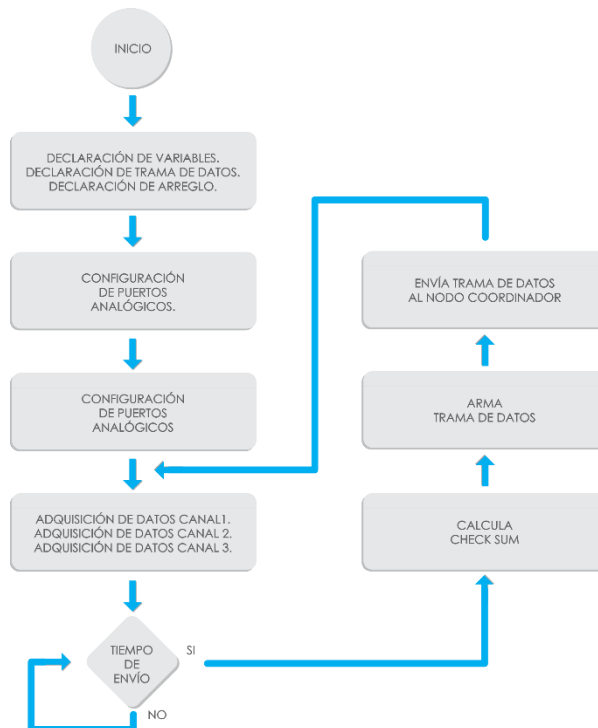 INICIO
DECLARACIÓN DE VARIABLES.
DECLARACIÓN DE TRAMA DE DATOS.
DECLARACIÓN DE ARREGLO.
CONFIGURACIÓN
DE PUERTOS
ANALÓGICOS.
CONFIGURACIÓN
DE PUERTOS
ANALÓGICOS
ADQUISICIÓN DE DATOS CANAL1.
ADQUISICIÓN DE DATOS CANAL 2.
ADQUISICIÓN DE DATOS CANAL 3.
TIEMPO
DE
ENVÍO
SI
NO
CALCULA
CHECK SUM
ARMA
TRAMA DE DATOS
ENVÍA TRAMA DE DATOS
AL NODO COORDINADOR